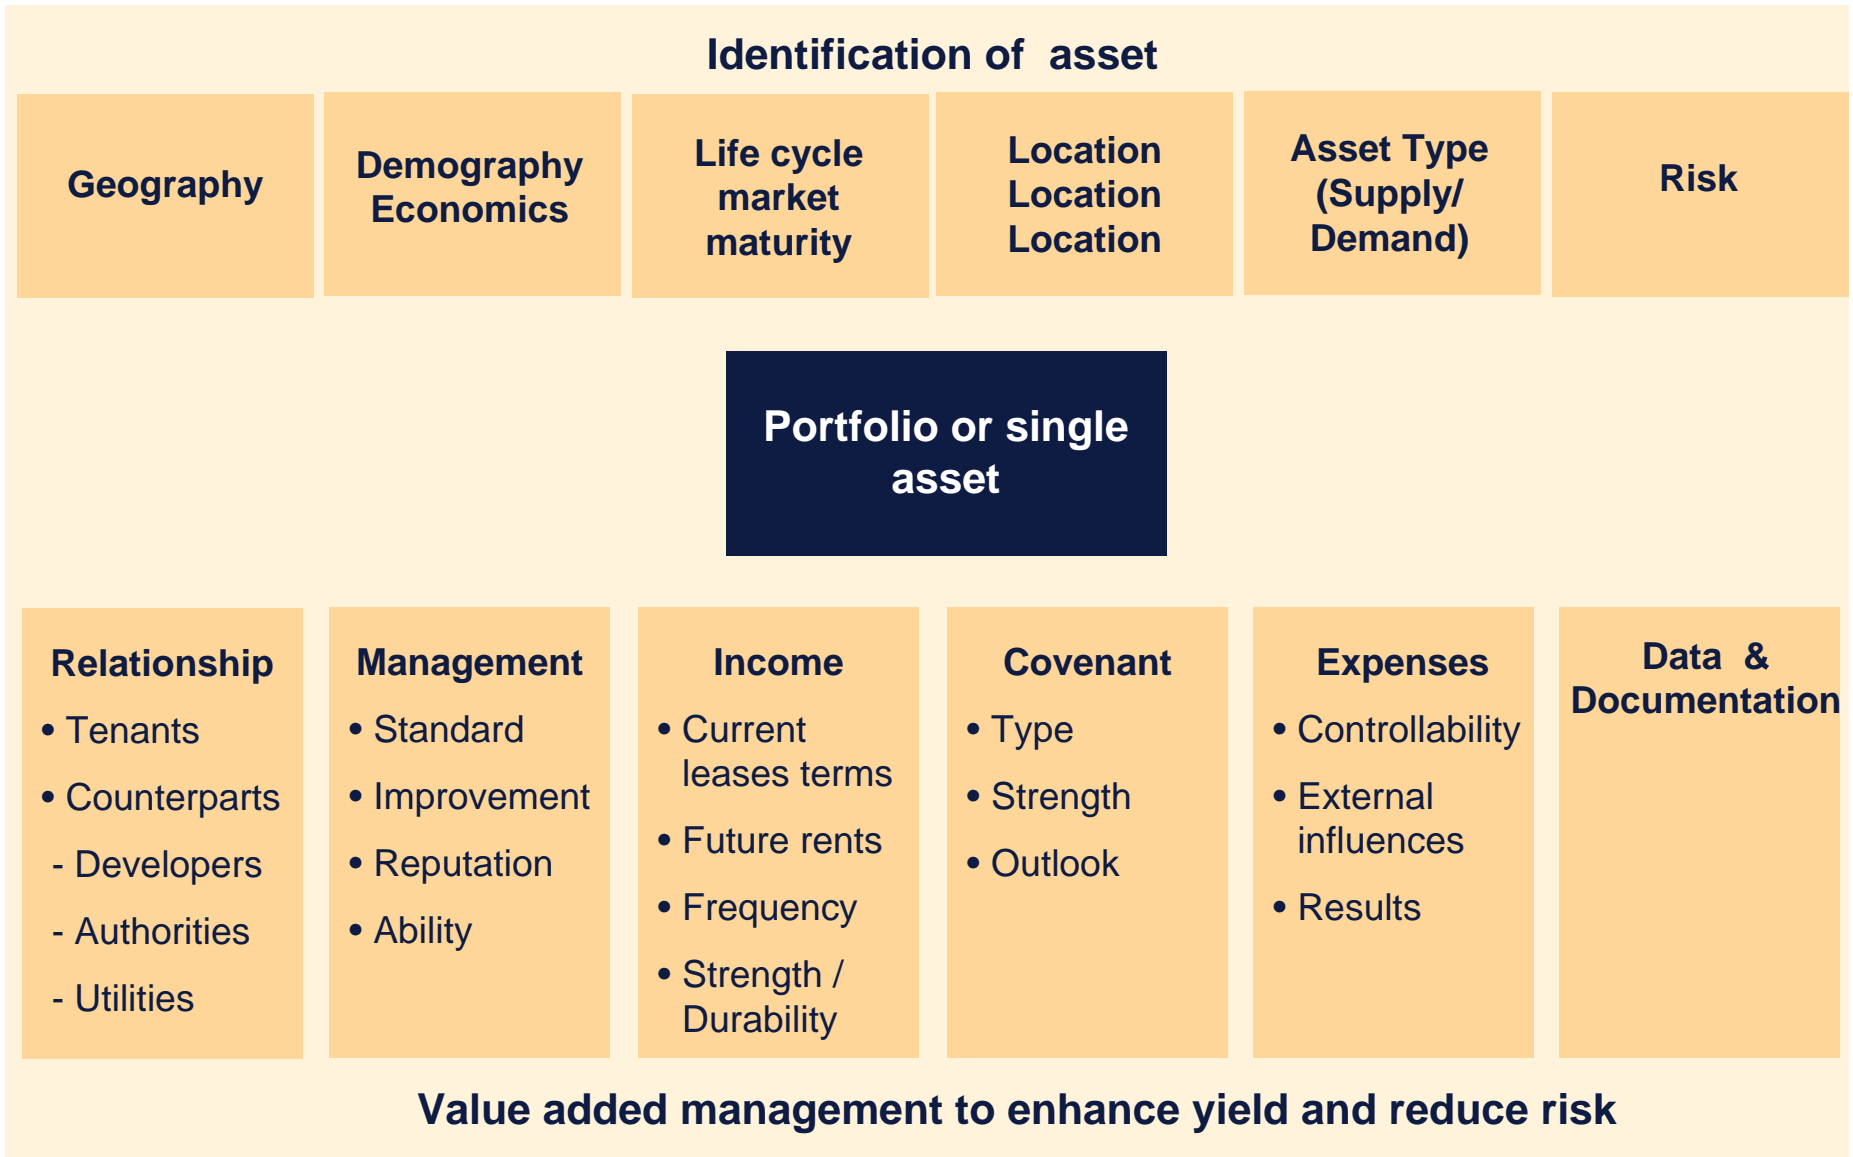 Identification of  asset
Geography
Demography
Economics
Life cycle
market
maturity
Location
Location
Location
Asset Type
(Supply/
Demand)
Risk
Portfolio or single
asset
Relationship
• Tenants
• Counterparts
- Developers
- Authorities
- Utilities
Management
• Standard
• Improvement
• Reputation
• Ability
Income
• Current
leases terms
• Future rents
• Frequency
• Strength /
Durability
Covenant
• Type
• Strength
• Outlook
Expenses
• Controllability
• External
influences
• Results
Data  &
Documentation
Value added management to enhance yield and reduce risk